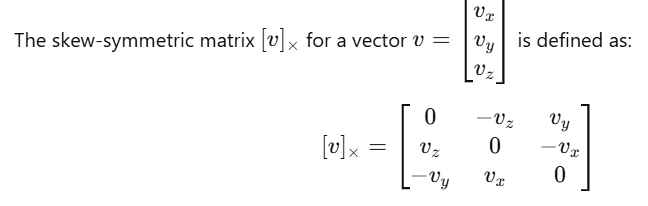 The skew-symmetric matrix $[v]_\times$ for a vector $v = \begin{bmatrix} v_x \\ v_y \\ v_z \end{bmatrix}$ is defined as:
$[v]_\times = \begin{bmatrix} 0 & -v_z & v_y \\ v_z & 0 & -v_x \\ -v_y & v_x & 0 \end{bmatrix}$